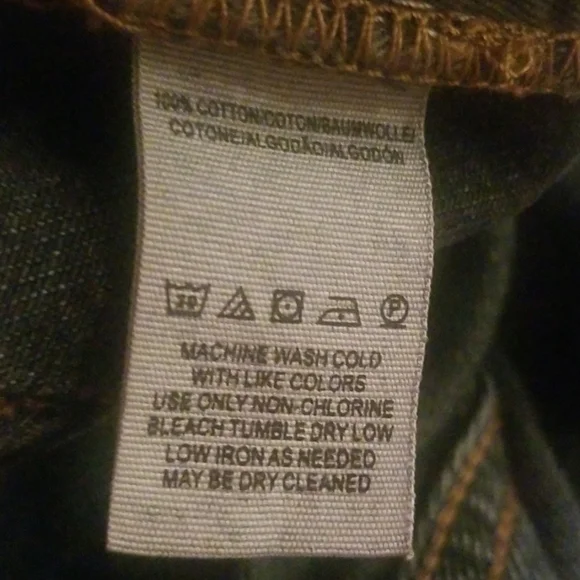 100% COTTON/COTON/BAUMWOLLE/
COTONE/ALGODÃO/ALGODÓN
30 P
MACHINE WASH COLD
WITH LIKE COLORS
USE ONLY NON-CHLORINE
BLEACH TUMBLE DRY LOW
LOW IRON AS NEEDED
MAY BE DRY CLEANED